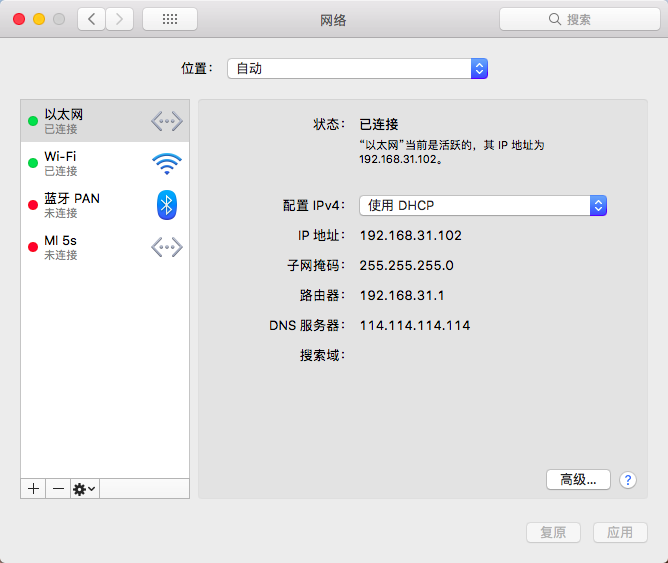 网络
搜索
位置： 自动
以太网
已连接
Wi-Fi
已连接
蓝牙 PAN
未连接
MI 5s
未连接
状态： 已连接
“以太网”当前是活跃的，其 IP 地址为
192.168.31.102。
配置 IPv4： 使用 DHCP
IP 地址： 192.168.31.102
子网掩码： 255.255.255.0
路由器： 192.168.31.1
DNS 服务器： 114.114.114.114
搜索域：
高级... ?
复原 应用